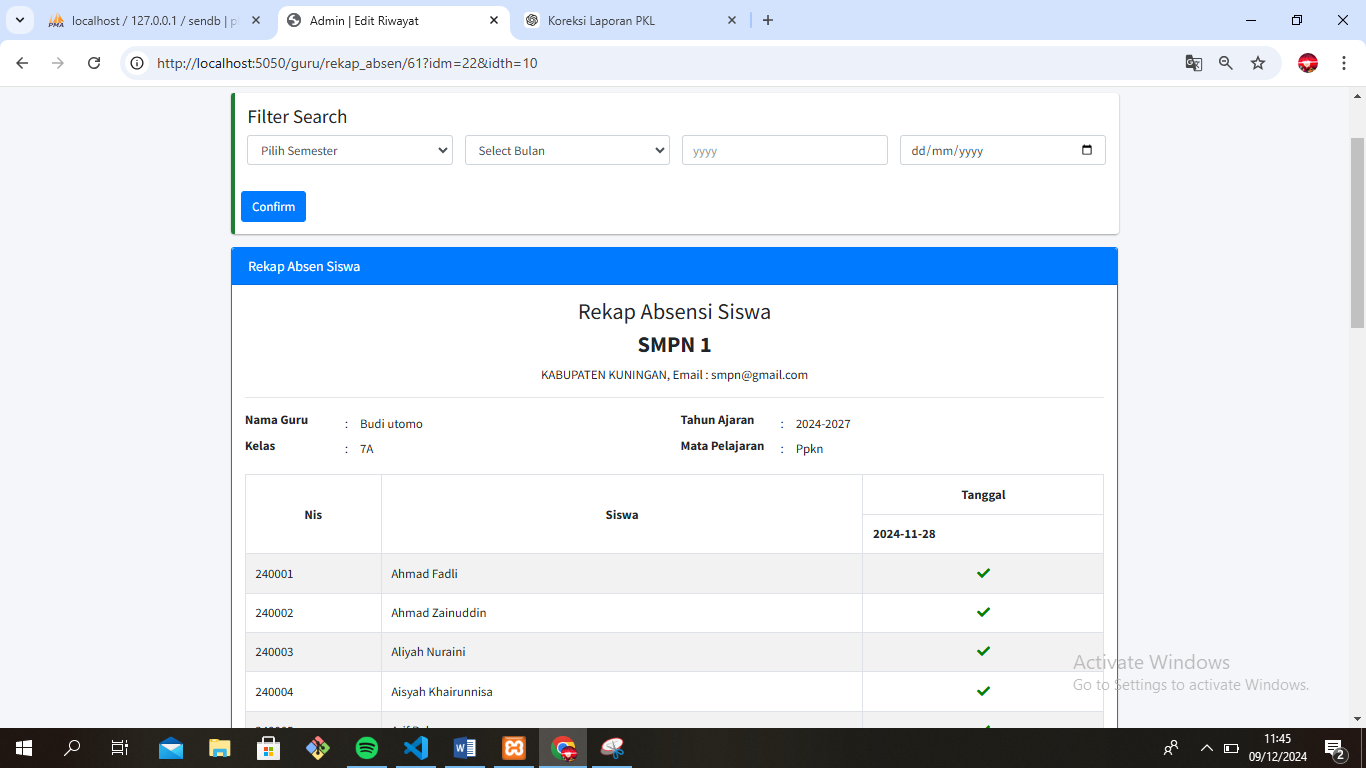 localhost / 127.0.0.1 / sendb | p
Admin | Edit Riwayat
Koreksi Laporan PKL
http://localhost:5050/guru/rekap_absen/61?idm=22&idth=10
Filter Search
Pilih Semester Select Bulan yyyy dd/mm/yyyy
Confirm
Rekap Absen Siswa
Rekap Absensi Siswa
SMPN 1
KABUPATEN KUNINGAN, Email : smpn@gmail.com
Nama Guru : Budi utomo Tahun Ajaran : 2024-2027
Kelas : 7A Mata Pelajaran : Ppkn
Nis Siswa Tanggal
2024-11-28
240001 Ahmad Fadli
240002 Ahmad Zainuddin
240003 Aliyah Nuraini
240004 Aisyah Khairunnisa
Activate Windows
Go to Settings to activate Windows.
11:45
09/12/2024
2